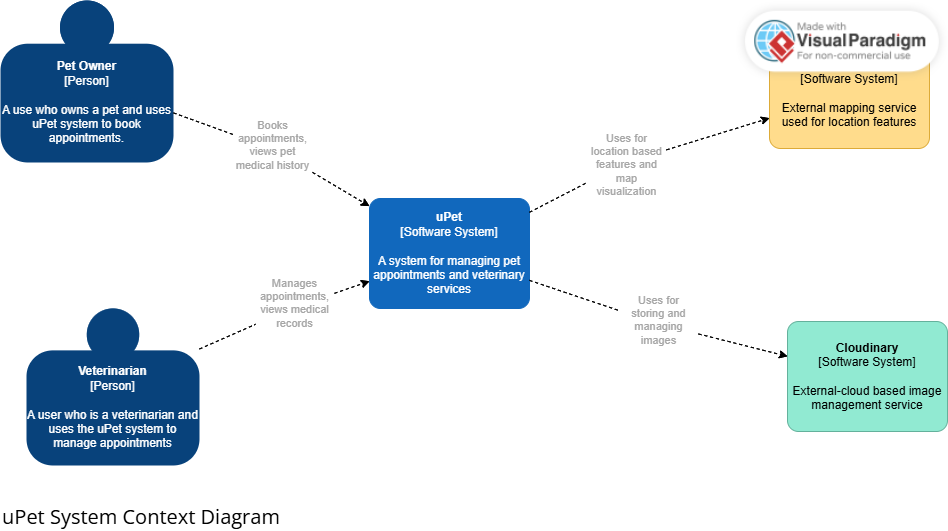 Pet Owner
[Person]
A use who owns a pet and uses
uPet system to book
appointments.
Books
appointments,
views pet
medical history
Made with
Visual Paradigm
For non-commercial use
[Software System]
External mapping service
used for location features
Uses for
location based
features and
map
visualization
uPet
[Software System]
A system for managing pet
appointments and veterinary
services
Manages
appointments,
views medical
records
Uses for
storing and
managing
images
Veterinarian
[Person]
A user who is a veterinarian and
uses the uPet system to
manage appointments
Cloudinary
[Software System]
External-cloud based image
management service
uPet System Context Diagram